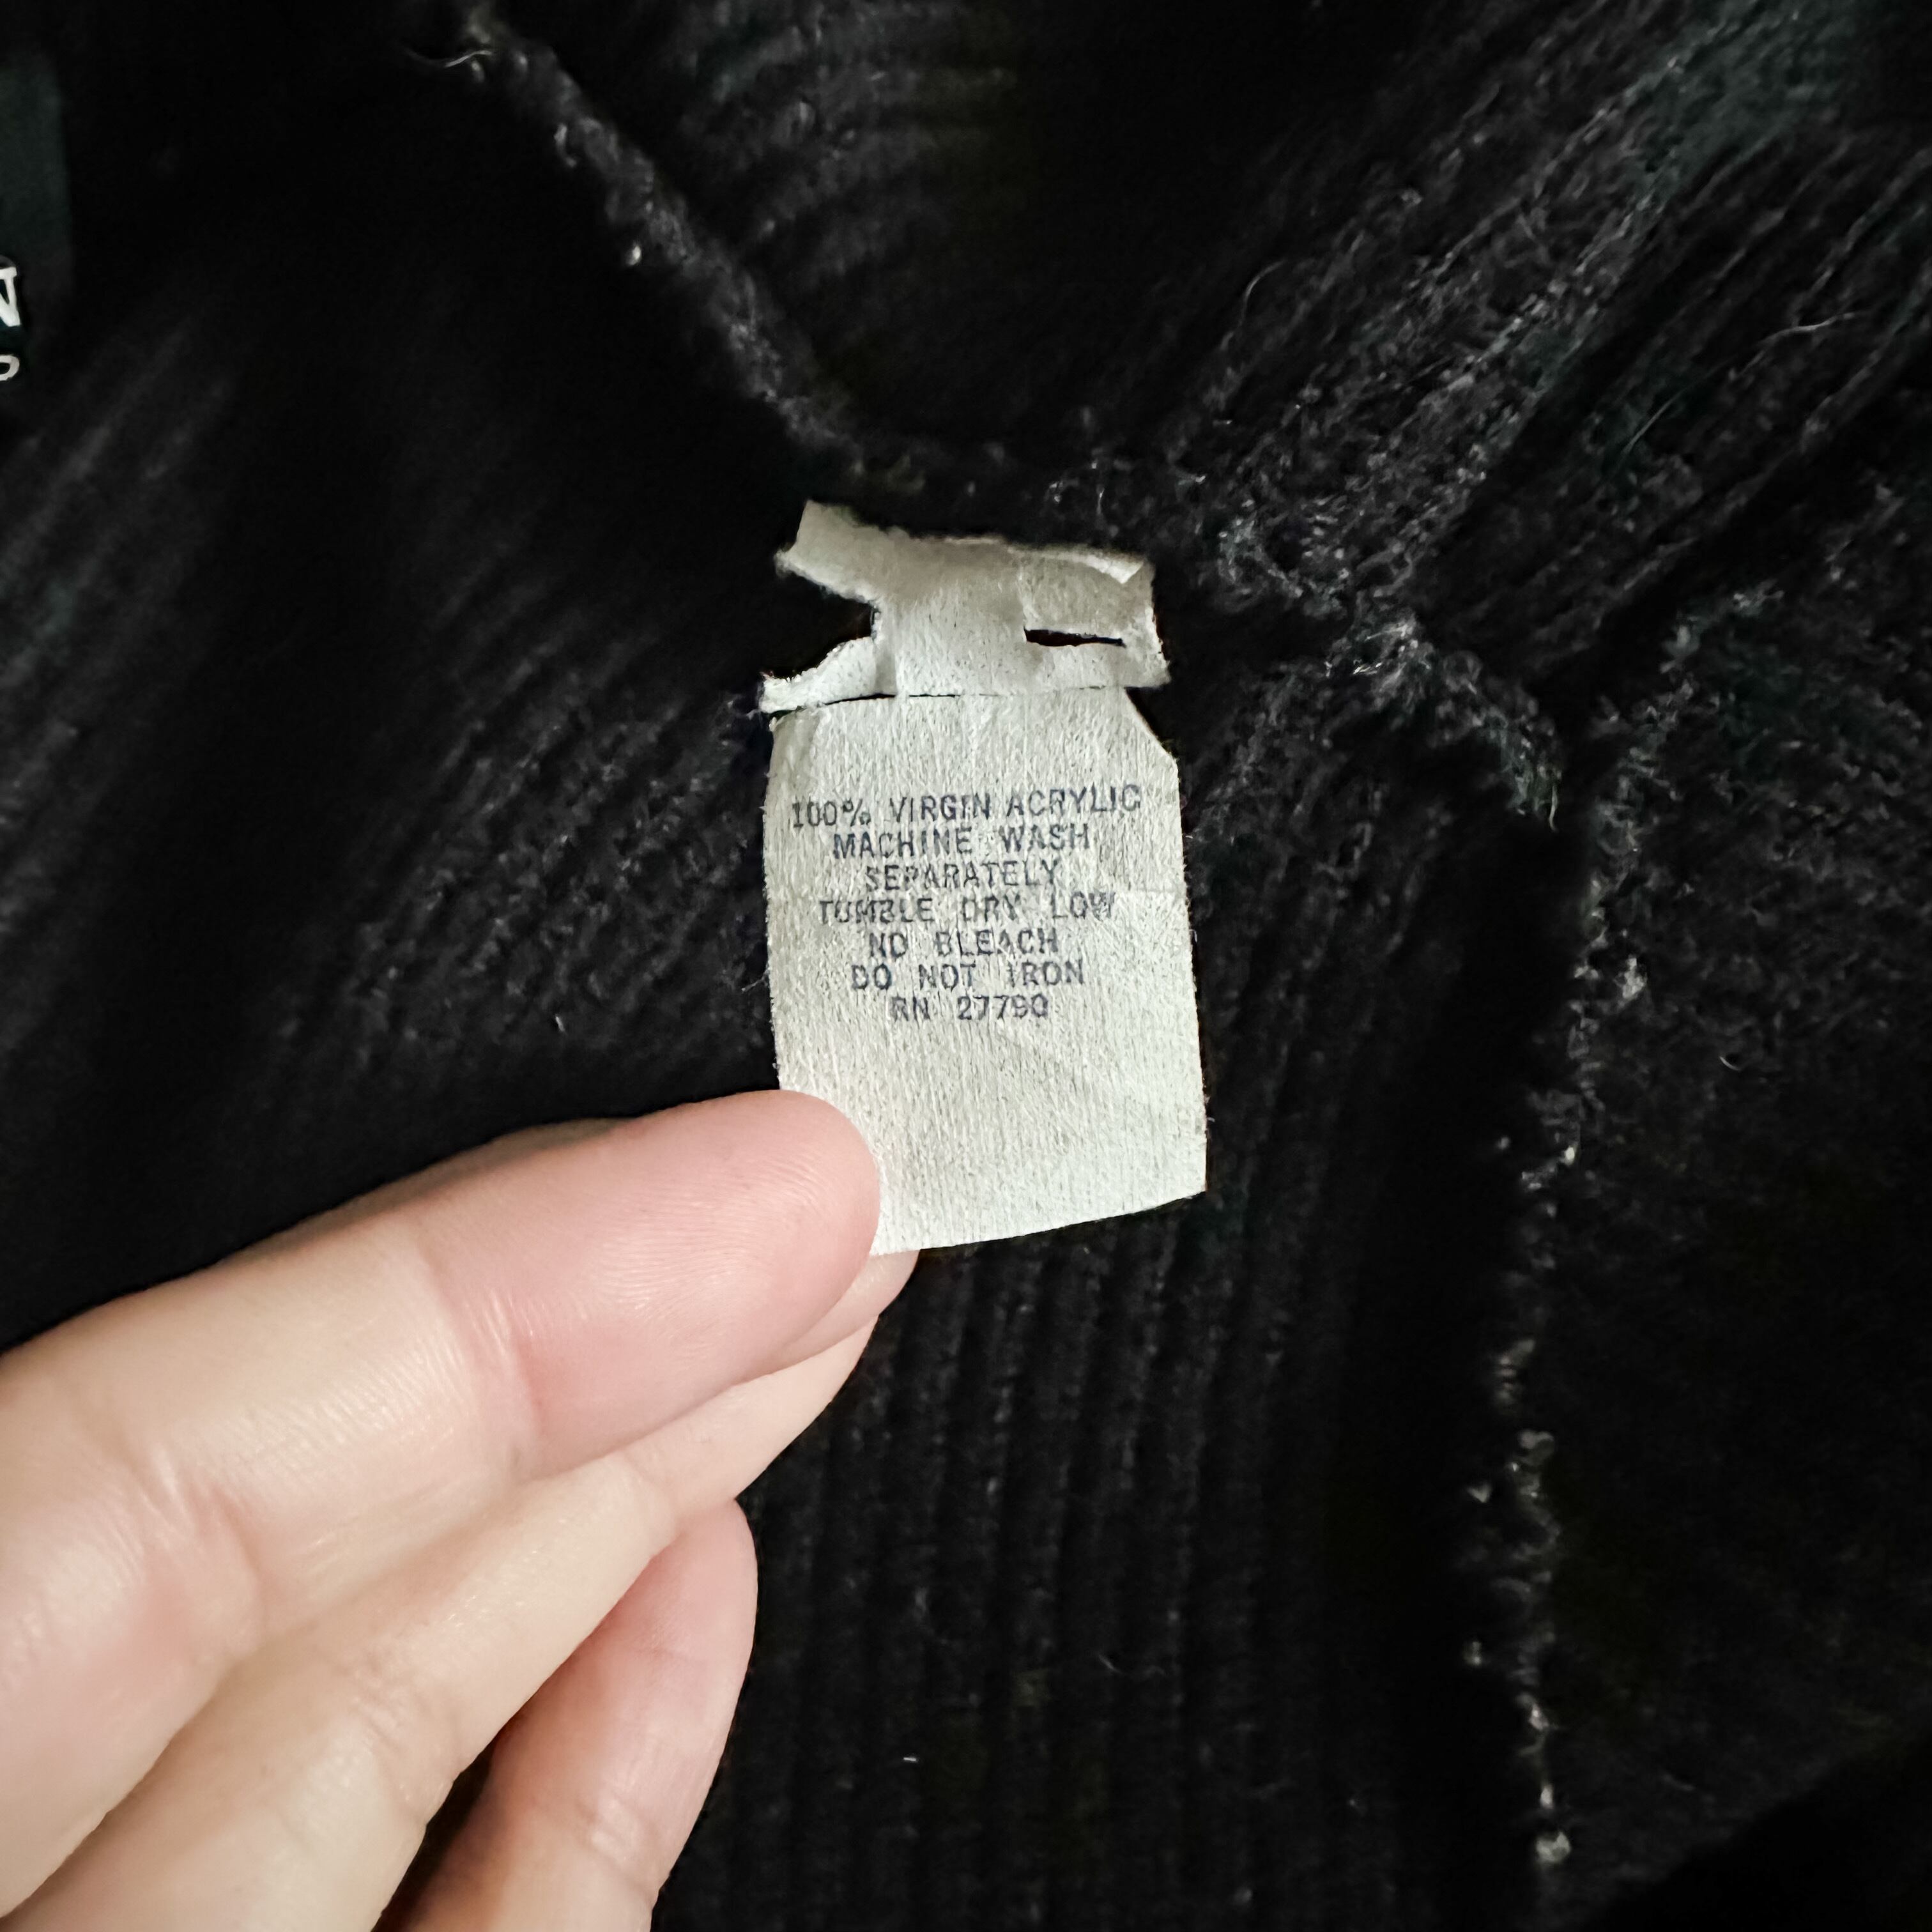 N
P
100% VIRGIN ACRYLIC
MACHINE WASH
SEPARATELY
TUMBLE DRY LOW
NO BLEACH
DO NOT IRON
RN 27790